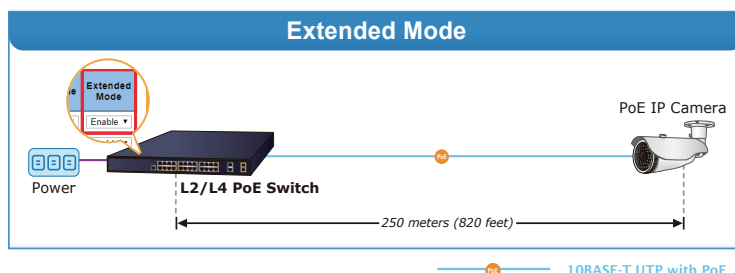 Extended Mode
Extended
Mode
Enable
PoE IP Camera
PoE
Power
L2/L4 PoE Switch
250 meters (820 feet)
PoE
10BASE-T UTP with PoE